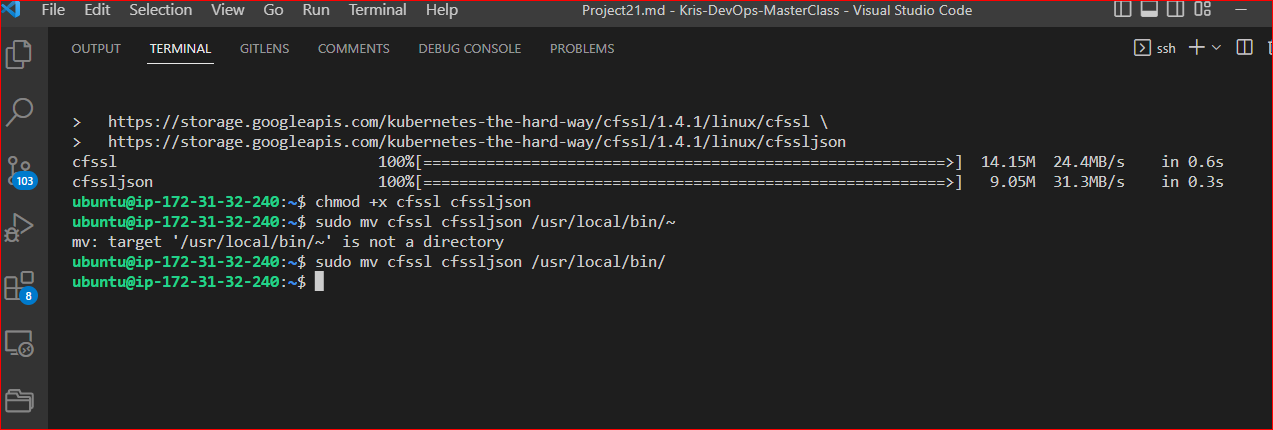 File Edit Selection View Go Run Terminal Help Project21.md - Kris-DevOps-MasterClass - Visual Studio Code
OUTPUT TERMINAL GITLENS COMMENTS DEBUG CONSOLE PROBLEMS ssh
> https://storage.googleapis.com/kubernetes-the-hard-way/cfssl/1.4.1/linux/cfssl \
> https://storage.googleapis.com/kubernetes-the-hard-way/cfssl/1.4.1/linux/cfssljson
cfssl 100%[==========================================================>] 14.15M 24.4MB/s in 0.6s
cfssljson 100%[==========================================================>] 9.05M 31.3MB/s in 0.3s
ubuntu@ip-172-31-32-240:~$ chmod +x cfssl cfssljson
ubuntu@ip-172-31-32-240:~$ sudo mv cfssl cfssljson /usr/local/bin/~
mv: target '/usr/local/bin/~' is not a directory
ubuntu@ip-172-31-32-240:~$ sudo mv cfssl cfssljson /usr/local/bin/
ubuntu@ip-172-31-32-240:~$
103
8